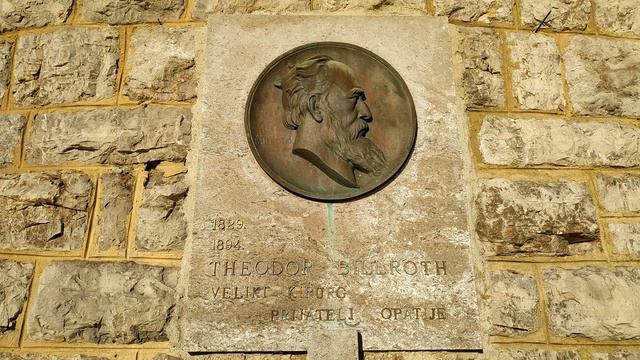 1829.
1894.
THEODOR BILLROTH
VELIKI KIRURG
PRIJATELJ OPATIJE